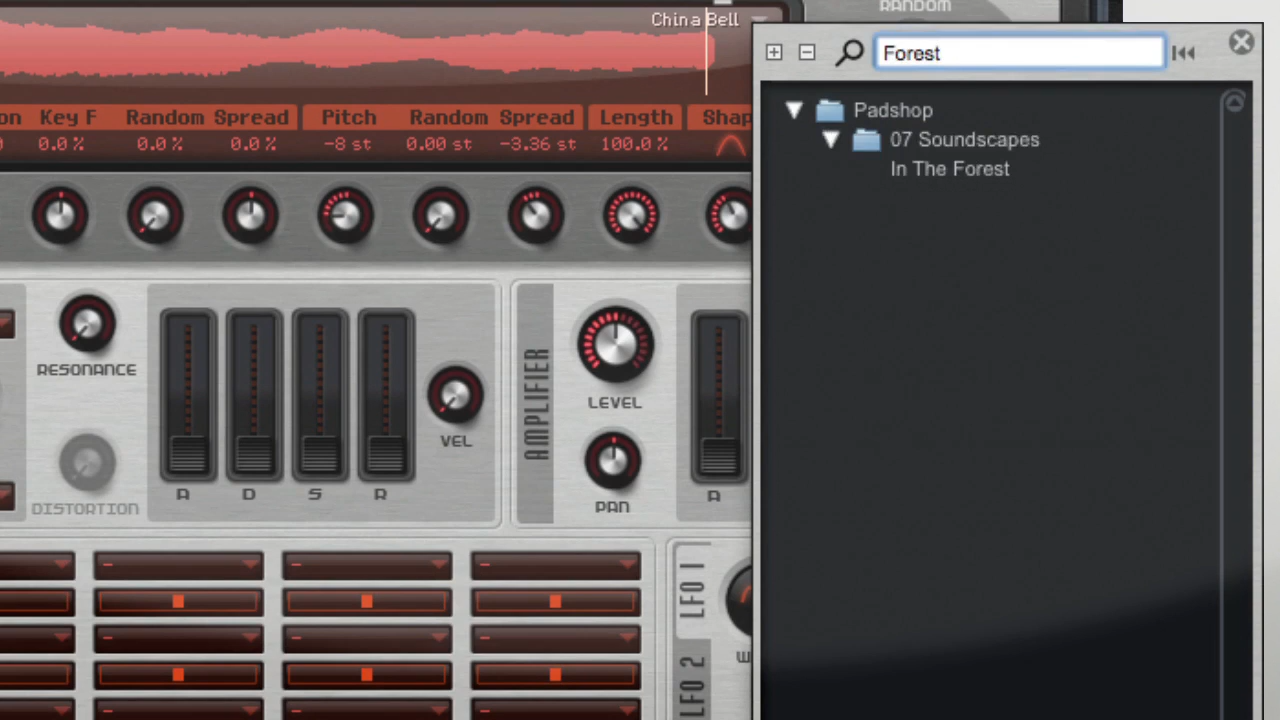 RANDOM
China Bell
Forest
on Key F Random Spread Pitch Random Spread Length Shap
0.0 % 0.0 % 0.0 % -8 st 0.00 st -3.36 st 100.0 %
Padshop
07 Soundscapes
In The Forest
RESONANCE
DISTORTION
A D S R
VEL
AMPLIFIER
LEVEL
PAN
A
LFO 1
LFO 2
W